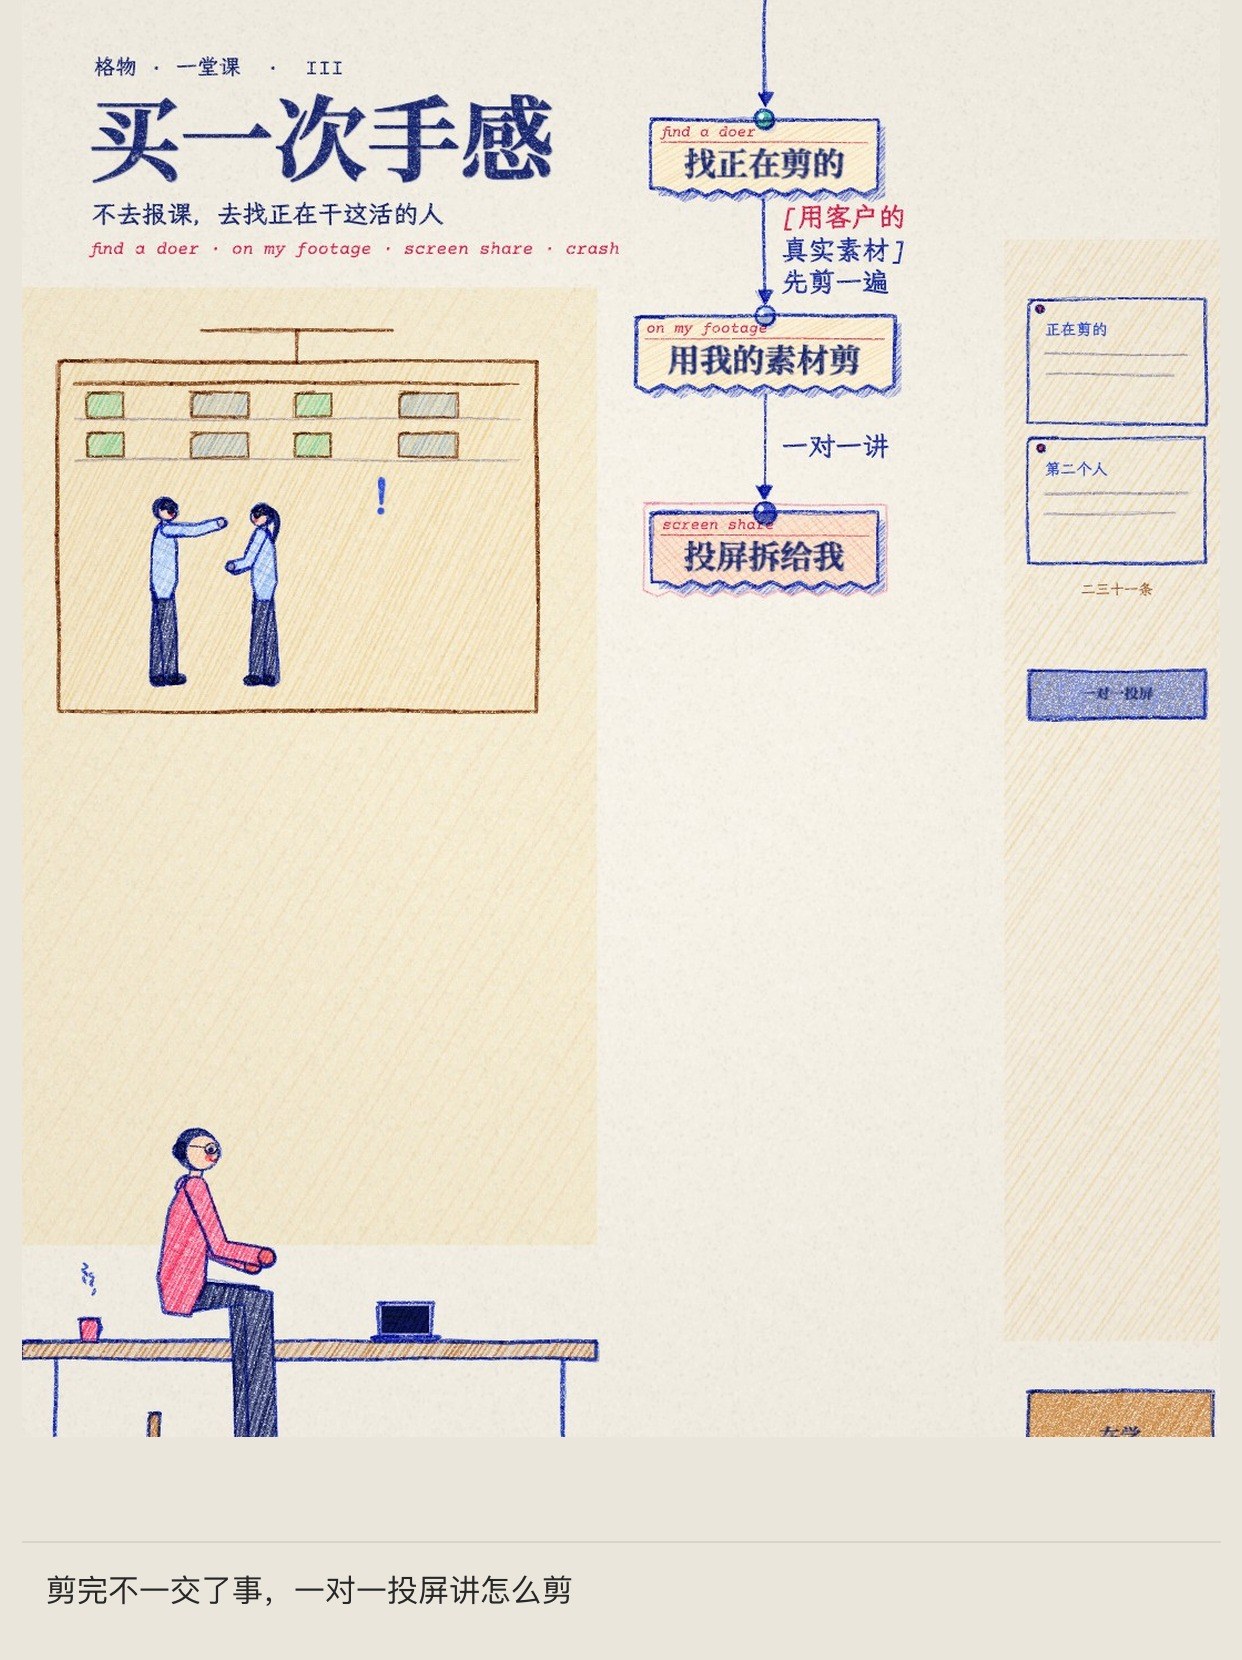 格物 · 一堂课 · III
买一次手感
不去报课，去找正在干这活的人
find a doer · on my footage · screen share · crash
find a doer
找正在剪的
[用客户的
真实素材]
先剪一遍
on my footage
用我的素材剪
一对一讲
screen share
投屏拆给我
正在剪的
第二个人
二三十一条
一对一投屏
在学
剪完不一交了事，一对一投屏讲怎么剪